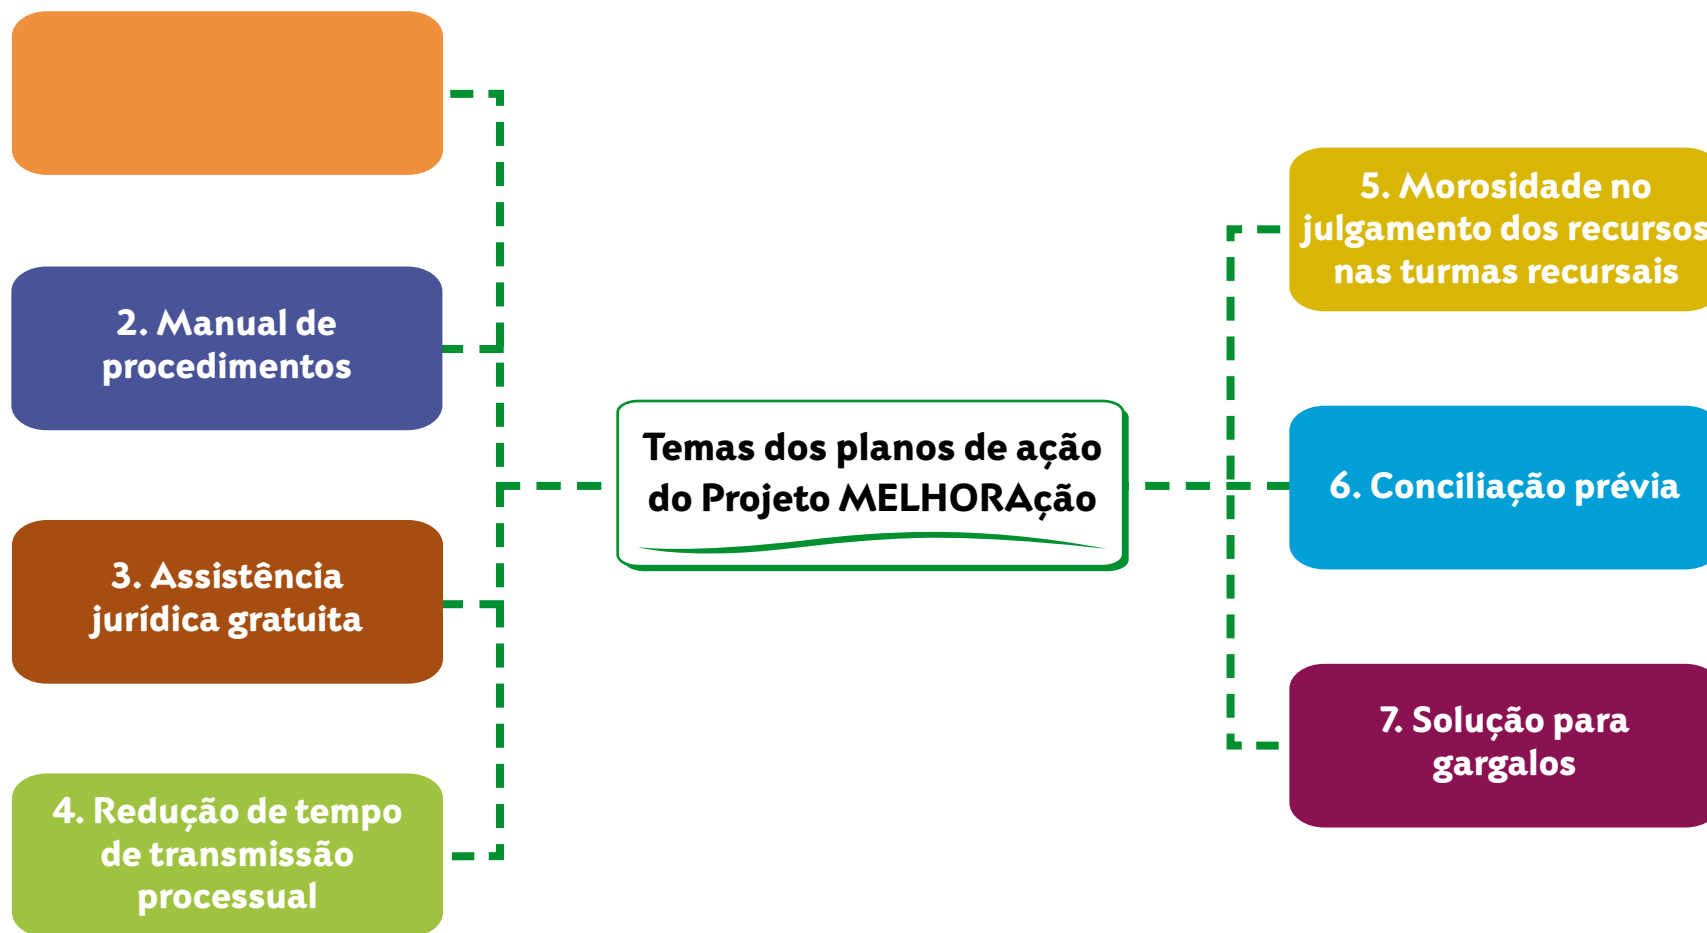 2. Manual de
procedimentos
3. Assistência
jurídica gratuita
4. Redução de tempo
de transmissão
processual
Temas dos planos de ação
do Projeto MELHORAção
5. Morosidade no
julgamento dos recursos
nas turmas recursais
6. Conciliação prévia
7. Solução para
gargalos